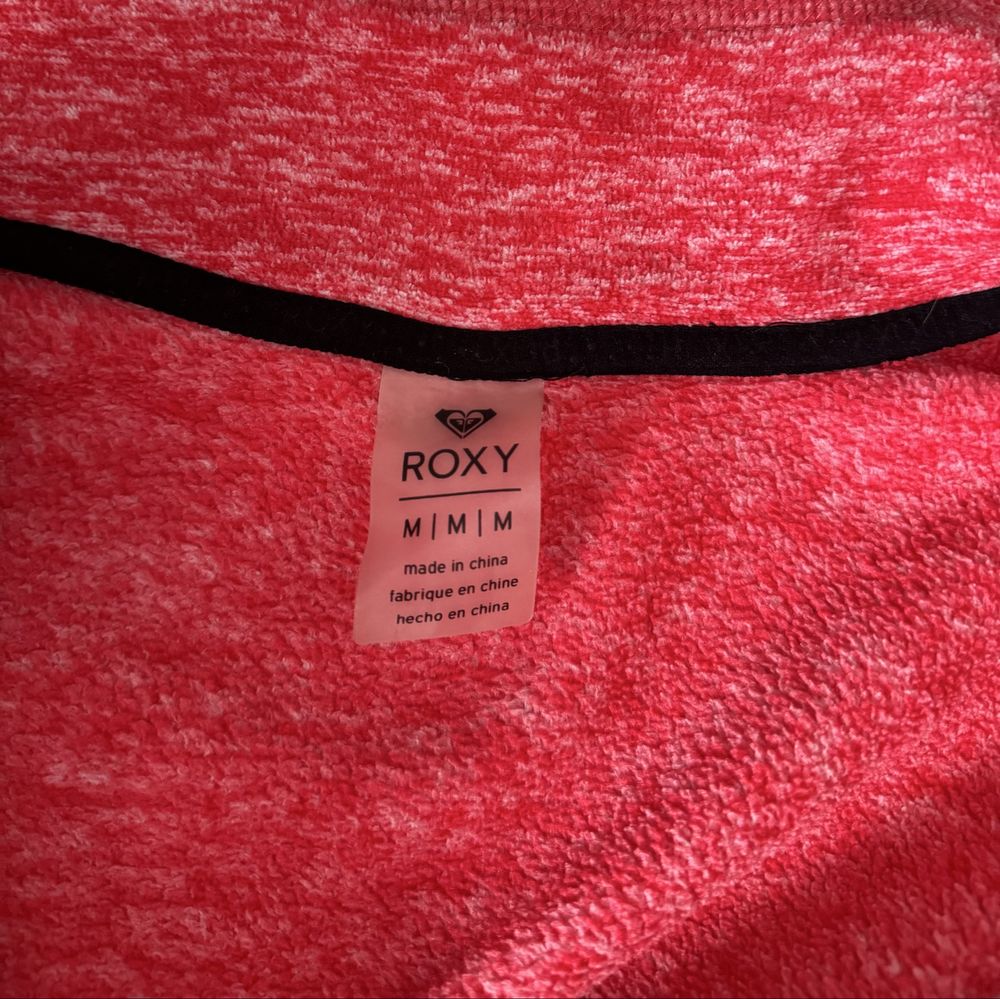 ROXY
M | M | M
made in china
fabrique en chine
hecho en china